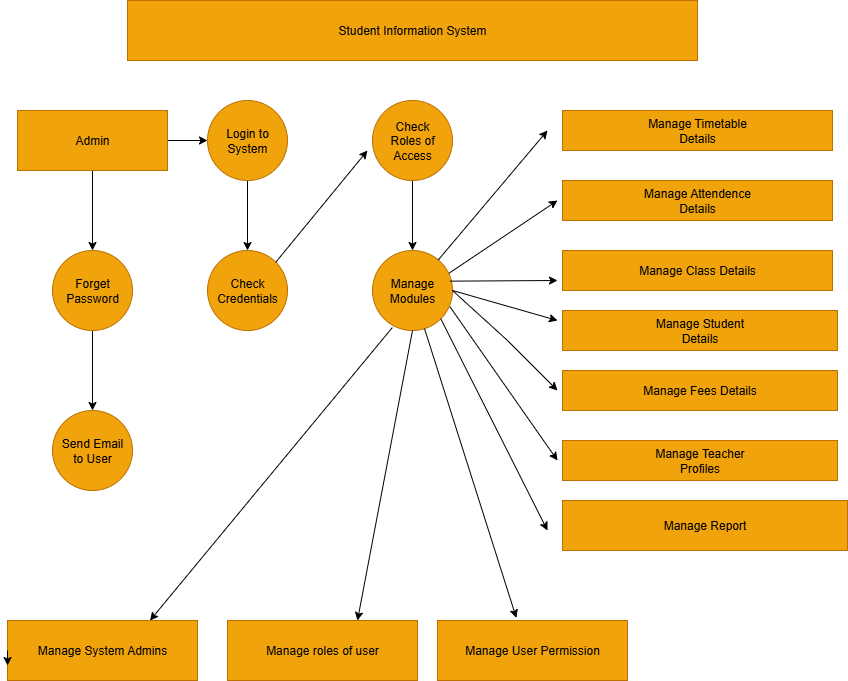 Student Information System
Admin
Login to
System
Check
Roles of
Access
Manage Timetable
Details
Manage Attendence
Details
Forget
Password
Check
Credentials
Manage
Modules
Manage Class Details
Manage Student
Details
Manage Fees Details
Send Email
to User
Manage Teacher
Profiles
Manage Report
Manage System Admins
Manage roles of user
Manage User Permission